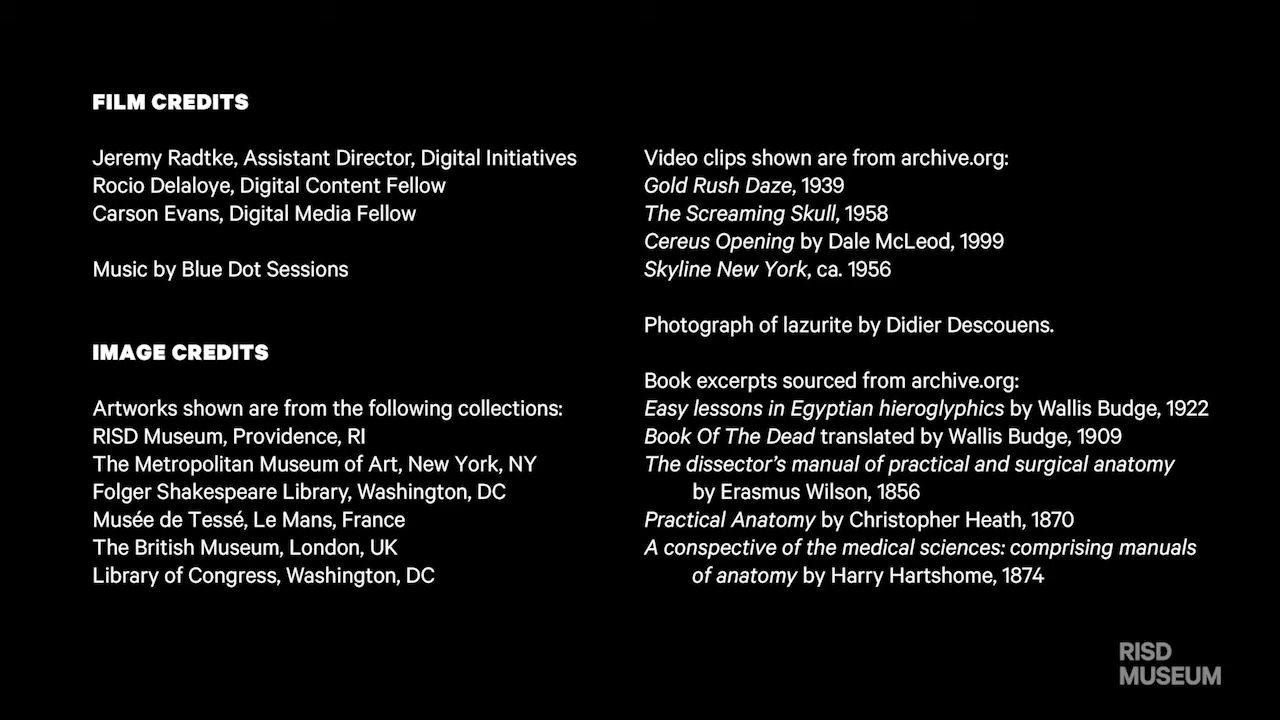 FILM CREDITS
Jeremy Radtke, Assistant Director, Digital Initiatives
Rocio Delaloye, Digital Content Fellow
Carson Evans, Digital Media Fellow
Music by Blue Dot Sessions
IMAGE CREDITS
Artworks shown are from the following collections:
RISD Museum, Providence, RI
The Metropolitan Museum of Art, New York, NY
Folger Shakespeare Library, Washington, DC
Musée de Tessé, Le Mans, France
The British Museum, London, UK
Library of Congress, Washington, DC
Video clips shown are from archive.org:
Gold Rush Daze, 1939
The Screaming Skull, 1958
Cereus Opening by Dale McLeod, 1999
Skyline New York, ca. 1956
Photograph of lazurite by Didier Descouens.
Book excerpts sourced from archive.org:
Easy lessons in Egyptian hieroglyphics by Wallis Budge, 1922
Book Of The Dead translated by Wallis Budge, 1909
The dissector's manual of practical and surgical anatomy
by Erasmus Wilson, 1856
Practical Anatomy by Christopher Heath, 1870
A conspective of the medical sciences: comprising manuals
of anatomy by Harry Hartshome, 1874
RISD
MUSEUM